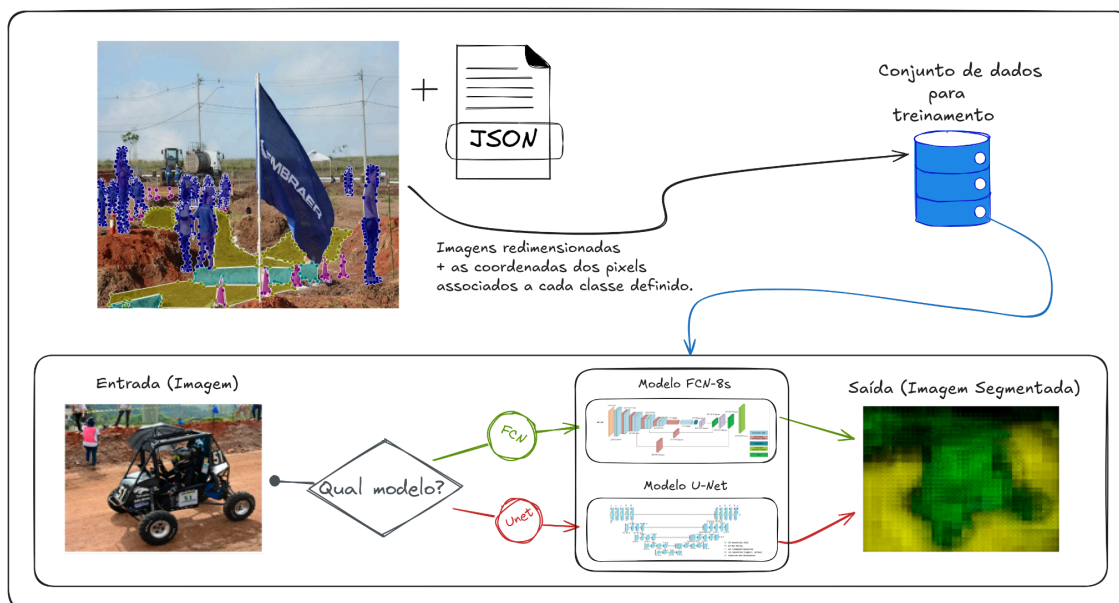 EMBRAER
+
JSON
Conjunto de dados
para
treinamento
Imagens redimensionadas
+ as coordenadas dos pixels
associados a cada classe definido.
Entrada (Imagem)
Modelo FCN-8s
Saída (Imagem Segmentada)
FCN
Qual modelo?
Modelo U-Net
Unet